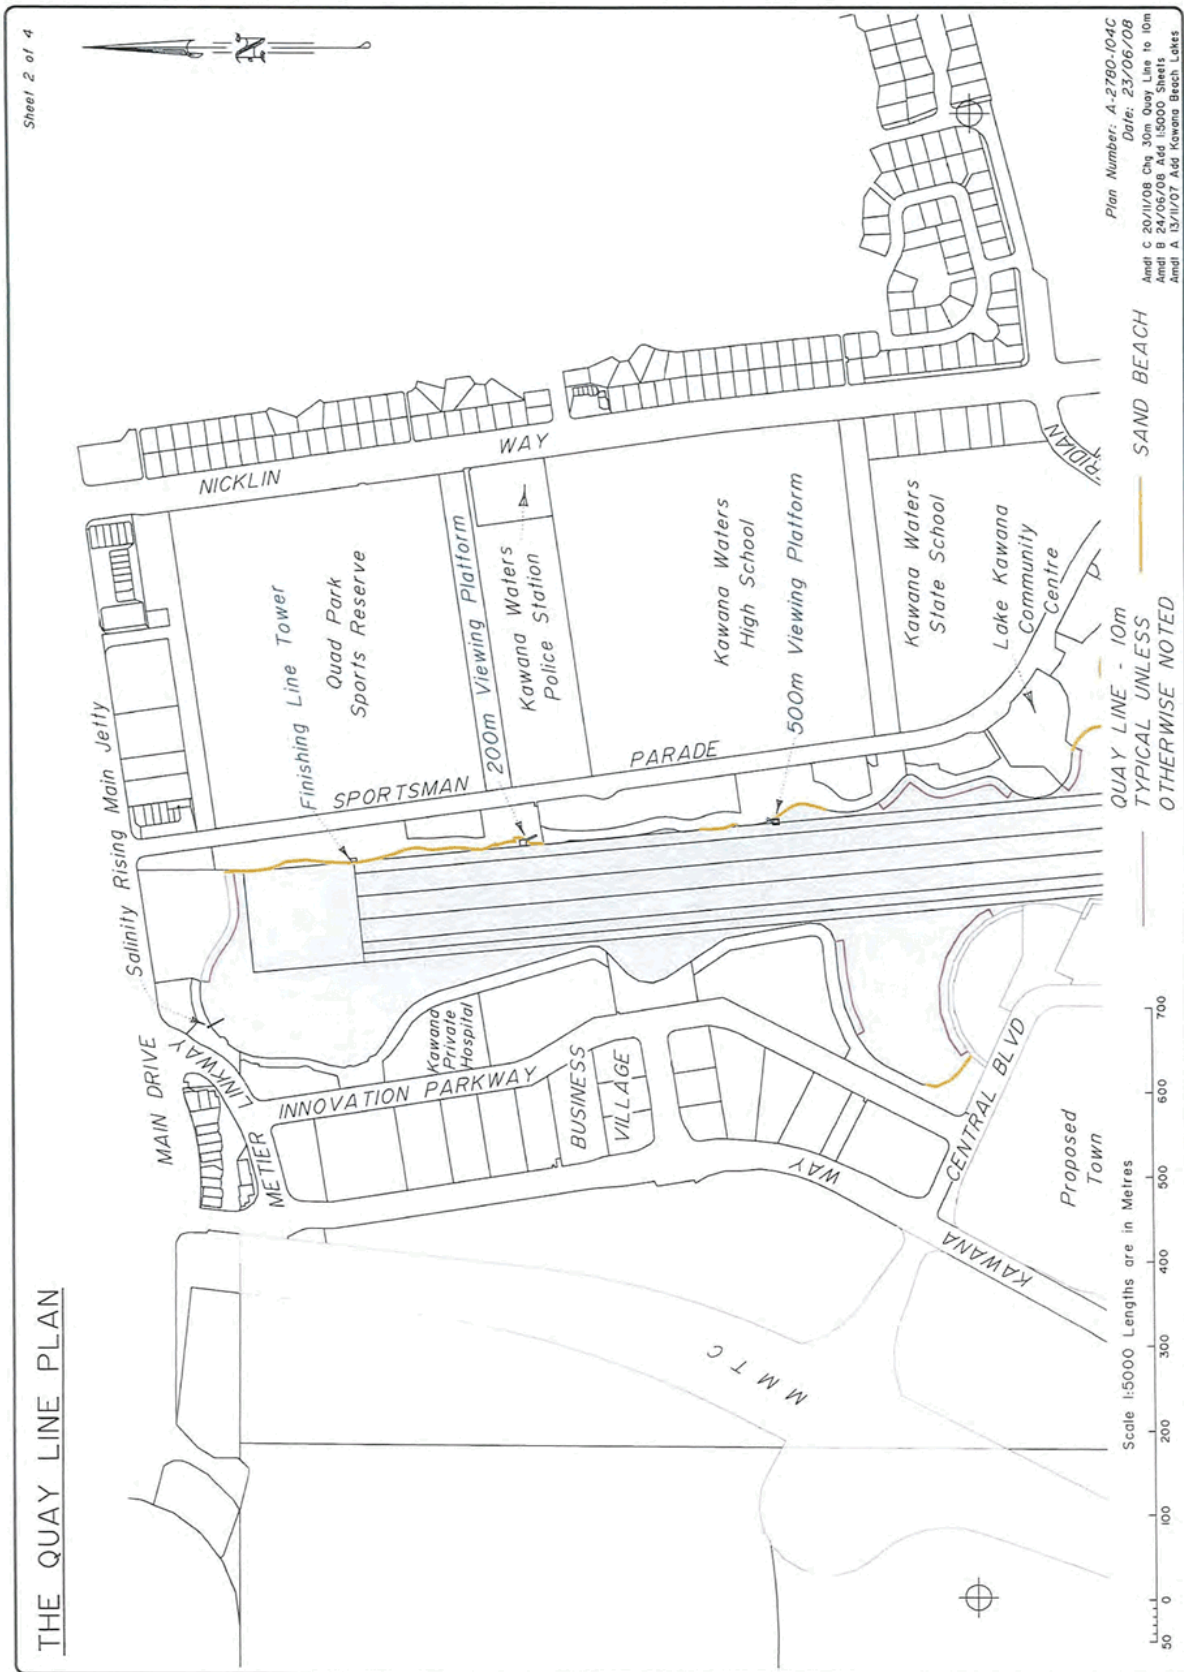 THE QUAY LINE PLAN
Sheet 2 of 4
N
MAIN DRIVE
Salinity Rising Main Jetty
LINKWAY
METIER
INNOVATION PARKWAY
Kawana
Private
Hospital
BUSINESS
VILLAGE
Finishing Line Tower
SPORTSMAN
PARADE
Quad Park
Sports Reserve
NICKLIN
WAY
200m Viewing Platform
Kawana Waters
Police Station
Kawana Waters
High School
500m Viewing Platform
Kawana Waters
State School
Lake Kawana
Community
Centre
RIDIAN
MMTC
WAY
KAWANA
CENTRAL BLVD
Proposed
Town
Scale 1:5000 Lengths are in Metres
50 0 100 200 300 400 500 600 700
QUAY LINE - 10m
TYPICAL UNLESS
OTHERWISE NOTED
SAND BEACH
Plan Number: A-2780-104C
Date: 23/06/08
Amdt C 20/11/08 Chg 30m Quay Line to 10m
Amdt B 24/06/08 Add 1:5000 Sheets
Amdt A 13/11/07 Add Kawana Beach Lakes